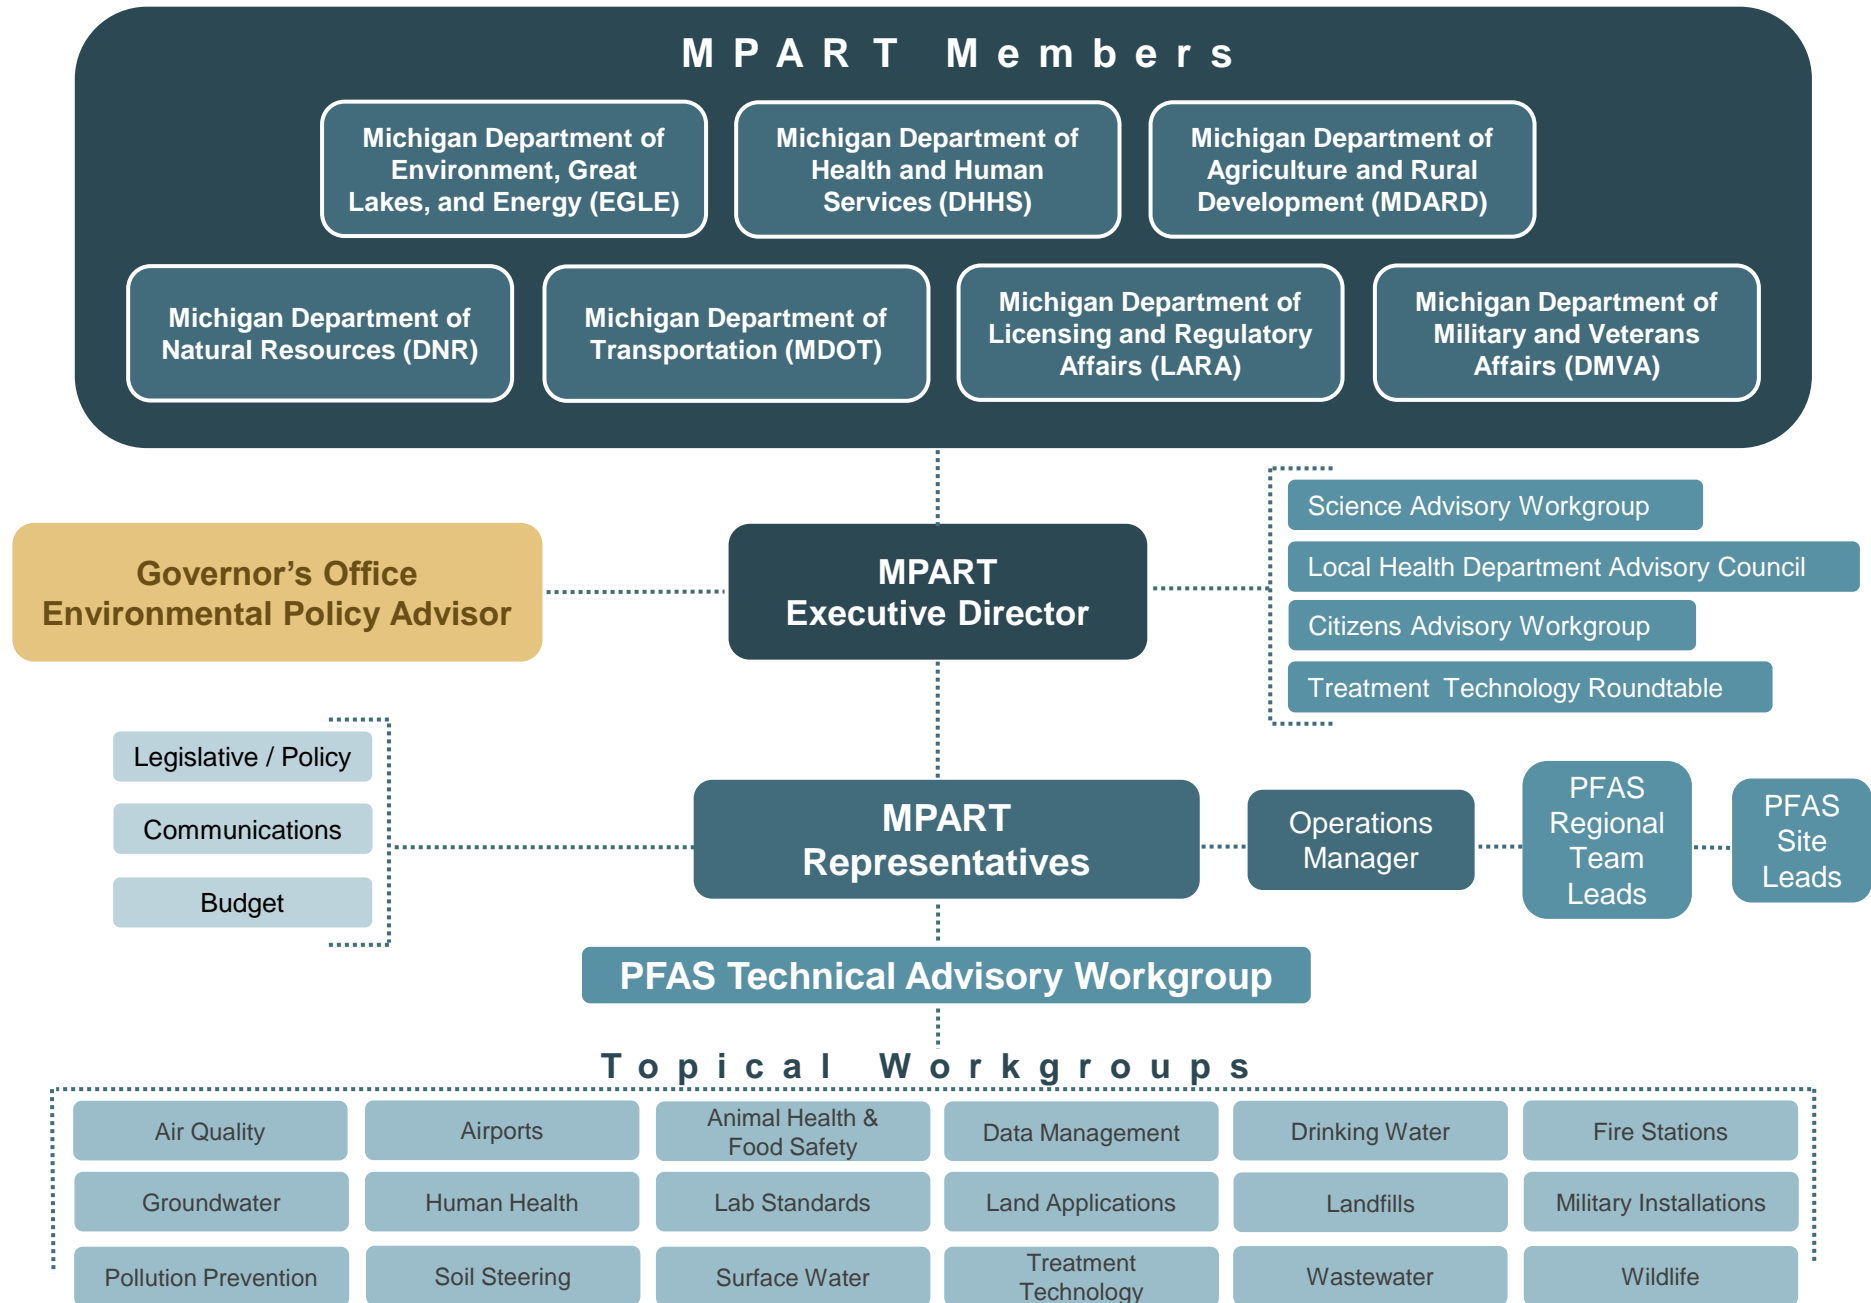 MPART Members
Michigan Department of
Environment, Great
Lakes, and Energy (EGLE)
Michigan Department of
Health and Human
Services (DHHS)
Michigan Department of
Agriculture and Rural
Development (MDARD)
Michigan Department of
Natural Resources (DNR)
Michigan Department of
Transportation (MDOT)
Michigan Department of
Licensing and Regulatory
Affairs (LARA)
Michigan Department of
Military and Veterans
Affairs (DMVA)
Governor's Office
Environmental Policy Advisor
MPART
Executive Director
Science Advisory Workgroup
Local Health Department Advisory Council
Citizens Advisory Workgroup
Treatment Technology Roundtable
Legislative / Policy
Communications
Budget
MPART
Representatives
Operations
Manager
PFAS
Regional
Team
Leads
PFAS
Site
Leads
PFAS Technical Advisory Workgroup
Topical Workgroups
Air Quality
Airports
Animal Health &
Food Safety
Data Management
Drinking Water
Fire Stations
Groundwater
Human Health
Lab Standards
Land Applications
Landfills
Military Installations
Pollution Prevention
Soil Steering
Surface Water
Treatment
Technology
Wastewater
Wildlife